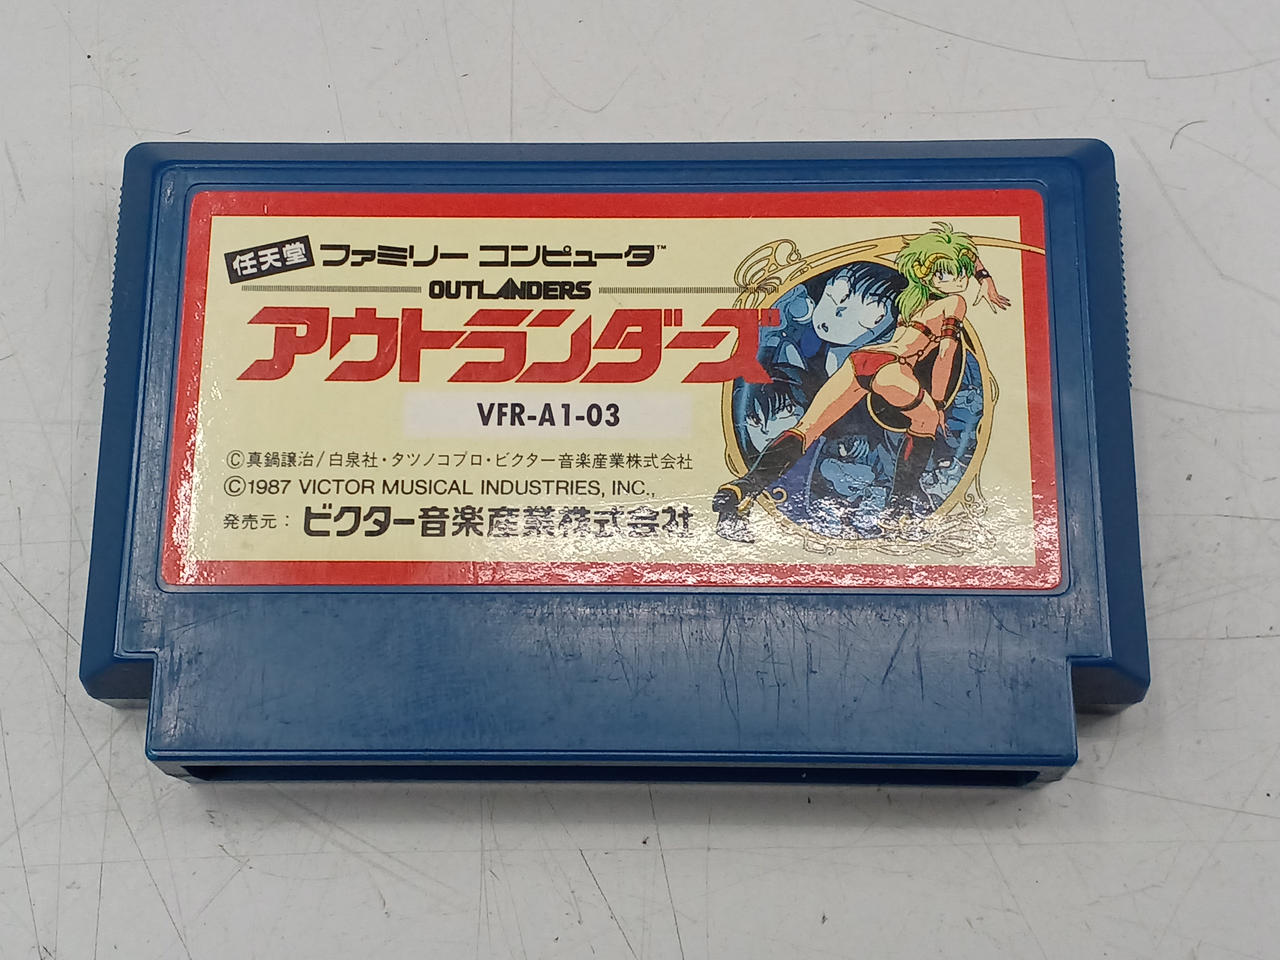 任天堂 ファミリー コンピュータ™
OUTLANDERS
アウトランダーズ
VFR-A1-03
©真鍋譲治/白泉社・タツノコプロ・ビクター音楽産業株式会社
©1987 VICTOR MUSICAL INDUSTRIES, INC.,
発売元：ビクター音楽産業株式会社